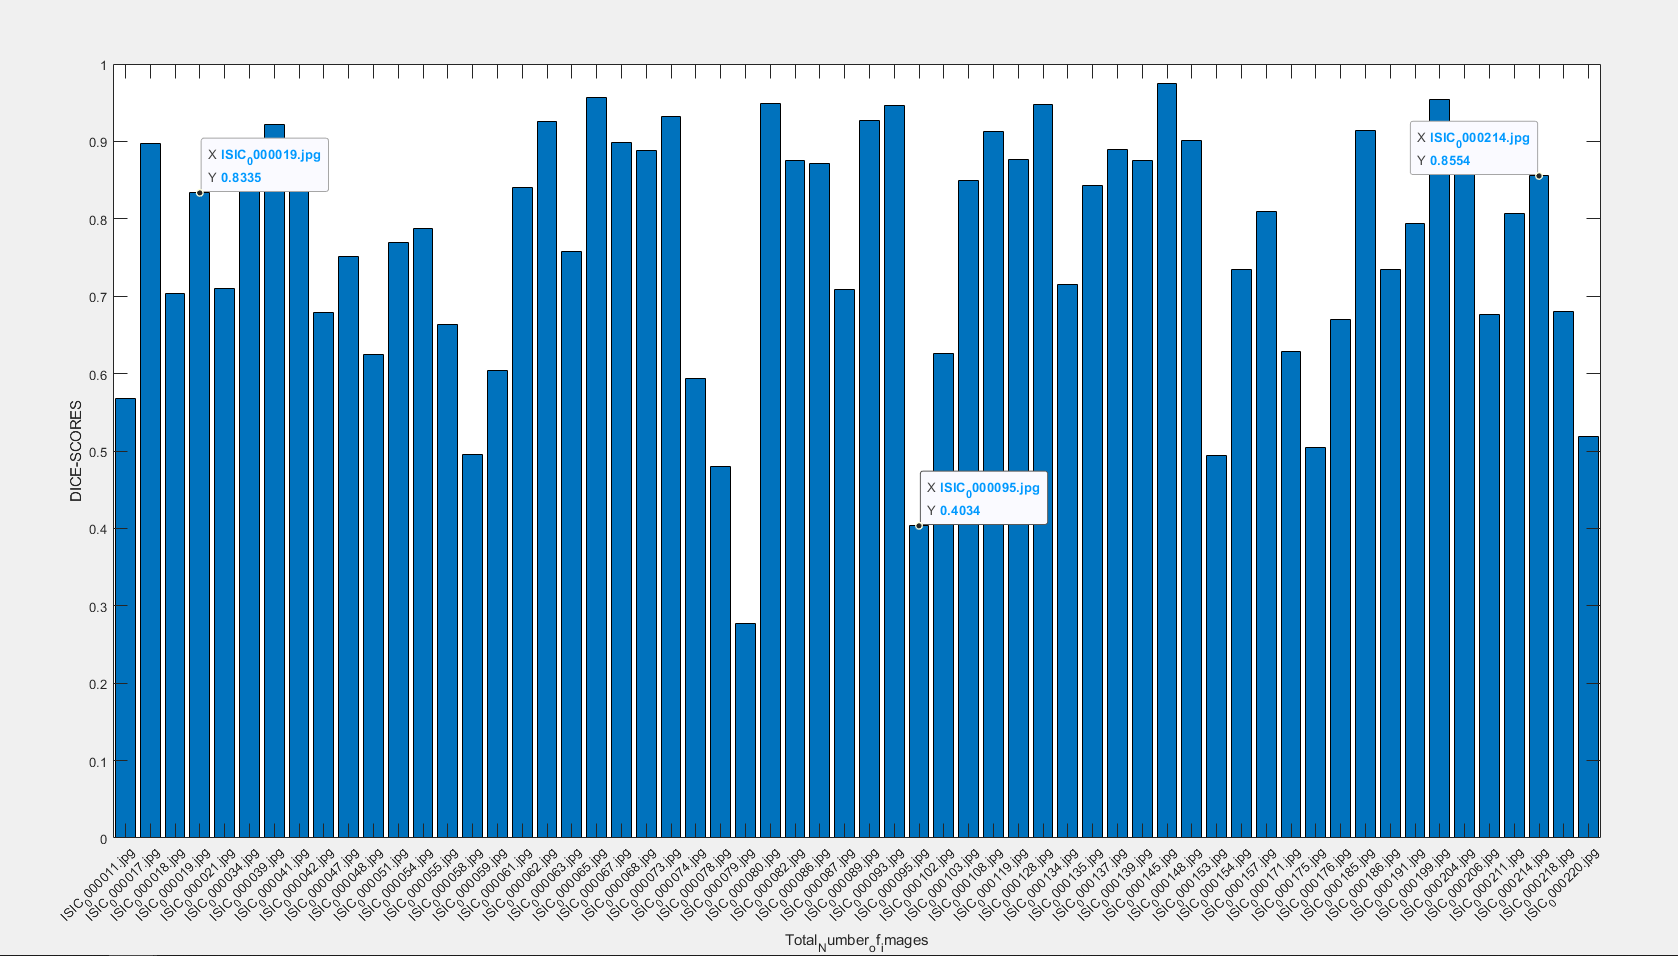 1
0.9
0.8
0.7
0.6
0.5
0.4
0.3
0.2
0.1
0
DICE-SCORES
X ISIC_0000019.jpg
Y 0.8335
X ISIC_0000214.jpg
Y 0.8554
X ISIC_0000095.jpg
Y 0.4034
ISIC_0000011.jpg
ISIC_0000017.jpg
ISIC_0000018.jpg
ISIC_0000019.jpg
ISIC_0000021.jpg
ISIC_0000034.jpg
ISIC_0000039.jpg
ISIC_0000041.jpg
ISIC_0000042.jpg
ISIC_0000047.jpg
ISIC_0000048.jpg
ISIC_0000051.jpg
ISIC_0000054.jpg
ISIC_0000055.jpg
ISIC_0000058.jpg
ISIC_0000059.jpg
ISIC_0000061.jpg
ISIC_0000062.jpg
ISIC_0000063.jpg
ISIC_0000065.jpg
ISIC_0000067.jpg
ISIC_0000068.jpg
ISIC_0000073.jpg
ISIC_0000074.jpg
ISIC_0000078.jpg
ISIC_0000079.jpg
ISIC_0000080.jpg
ISIC_0000082.jpg
ISIC_0000086.jpg
ISIC_0000087.jpg
ISIC_0000089.jpg
ISIC_0000093.jpg
ISIC_0000095.jpg
ISIC_0000102.jpg
ISIC_0000103.jpg
ISIC_0000108.jpg
ISIC_0000119.jpg
ISIC_0000128.jpg
ISIC_0000134.jpg
ISIC_0000135.jpg
ISIC_0000137.jpg
ISIC_0000139.jpg
ISIC_0000145.jpg
ISIC_0000148.jpg
ISIC_0000153.jpg
ISIC_0000154.jpg
ISIC_0000157.jpg
ISIC_0000171.jpg
ISIC_0000175.jpg
ISIC_0000176.jpg
ISIC_0000185.jpg
ISIC_0000186.jpg
ISIC_0000191.jpg
ISIC_0000199.jpg
ISIC_0000204.jpg
ISIC_0000206.jpg
ISIC_0000211.jpg
ISIC_0000214.jpg
ISIC_0000218.jpg
ISIC_0000220.jpg
Total_Number_of_images